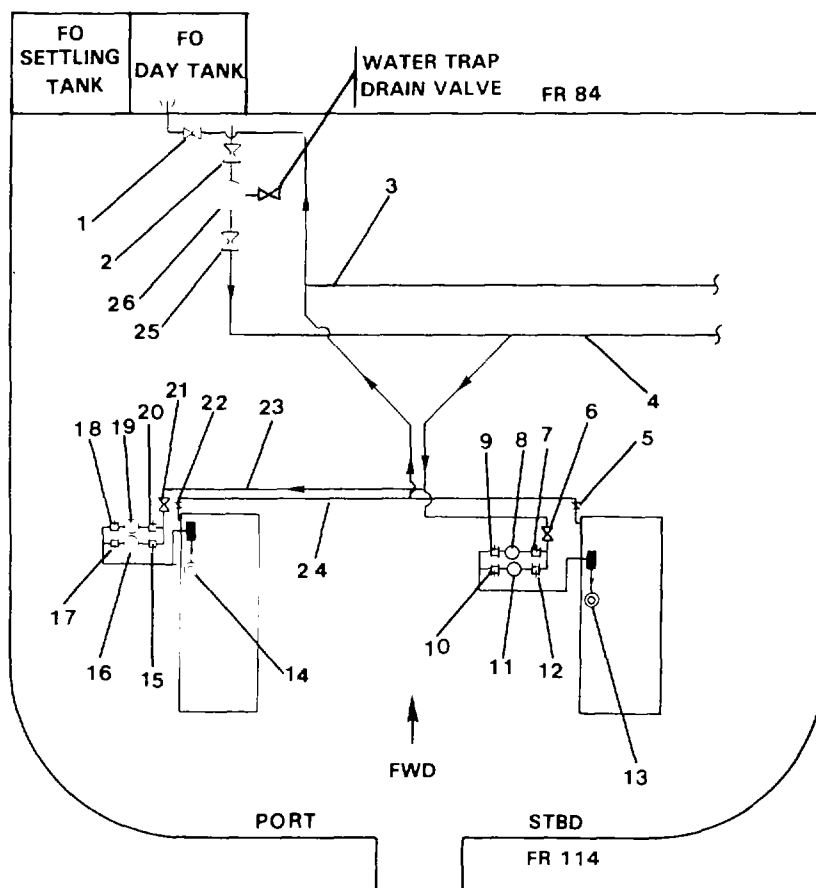 FO
SETTLING
TANK
FO
DAY TANK
WATER TRAP
DRAIN VALVE
FR 84
1
2
3
26
25
4
21
22
23
20
19
18
6
5
9
8
7
24
17
16
15
14
10
11
12
13
FWD
PORT
STBD
FR 114